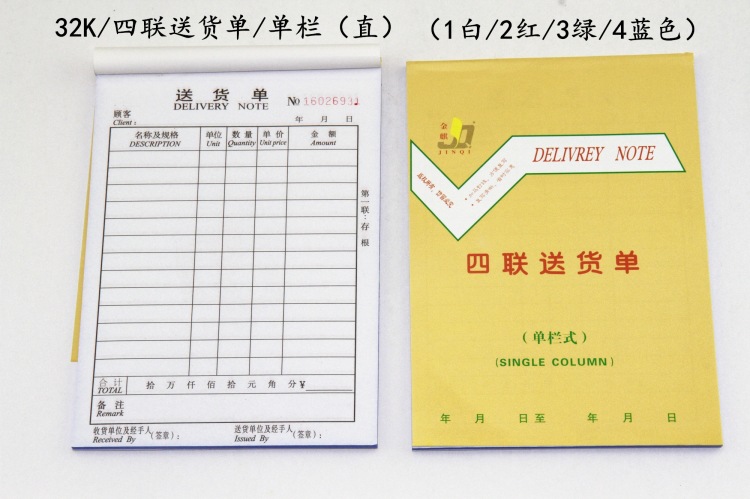 32K/四联送货单/单栏（直）（1白/2红/3绿/4蓝色）
送货单
DELIVERY NOTE
No 16026931
顾客
Client:
年 月 日
名称及规格 单位 数量 单价 金额
DESCRIPTION Unit Quantity Unit price Amount
第一联:存根
合计 拾 万 仟 佰 拾 元 角 分 ¥
TOTAL
备注
Remark
收货单位及经手人(签章): 送货单位及经手人(签章):
Received By Issued By
金麒
JINQI
DELIVREY NOTE
四联送货单
(单栏式)
(SINGLE COLUMN)
年 月 日至 年 月 日